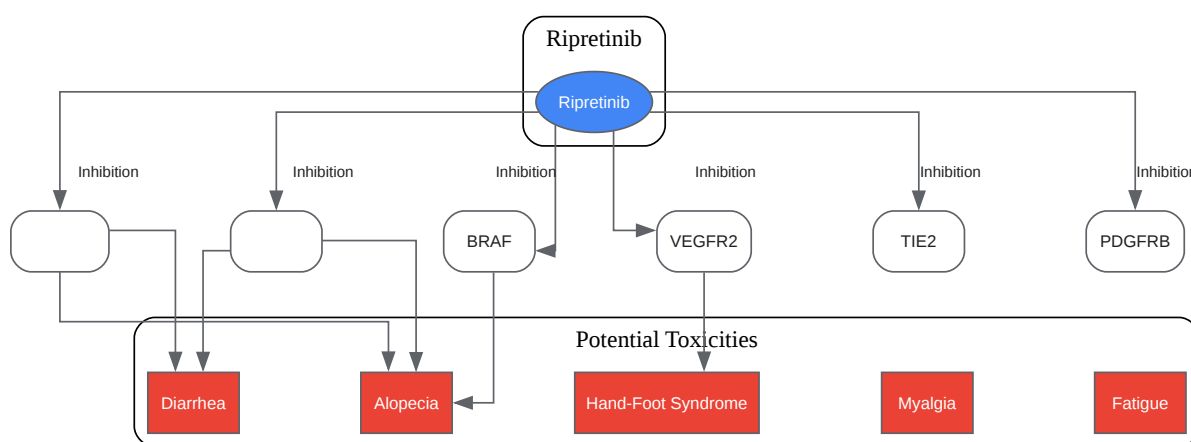 Ripretinib
Ripretinib
Inhibition
Inhibition
Inhibition
Inhibition
Inhibition
Inhibition
BRAF
VEGFR2
TIE2
PDGFRB
Potential Toxicities
Diarrhea
Alopecia
Hand-Foot Syndrome
Myalgia
Fatigue